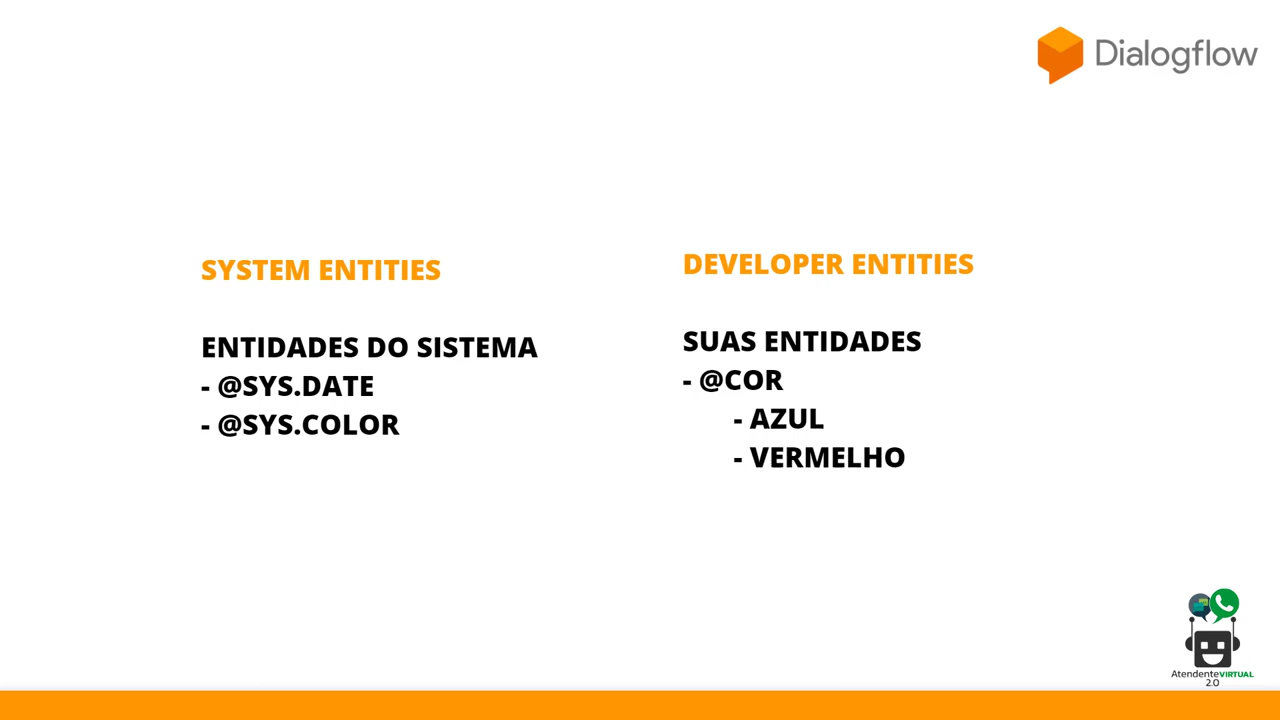 Dialogflow
SYSTEM ENTITIES
ENTIDADES DO SISTEMA
- @SYS.DATE
- @SYS.COLOR
DEVELOPER ENTITIES
SUAS ENTIDADES
- @COR
- AZUL
- VERMELHO
AtendenteVIRTUAL
2.0